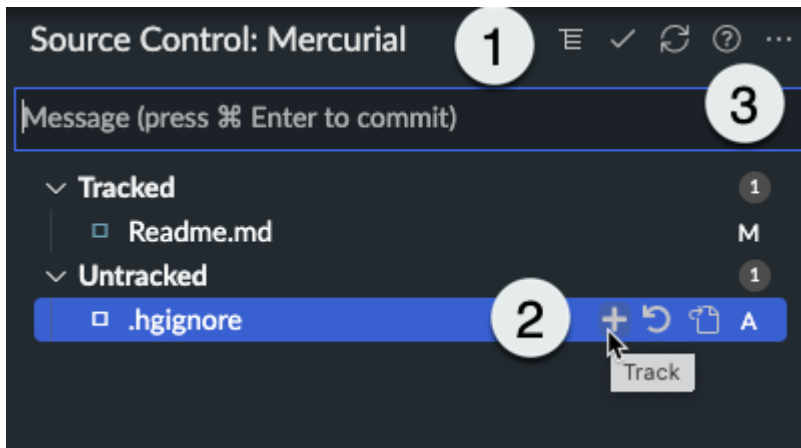 Source Control: Mercurial 1
3
Message (press ⌘ Enter to commit)
Tracked 1
Readme.md M
Untracked 1
.hgignore 2 A
Track